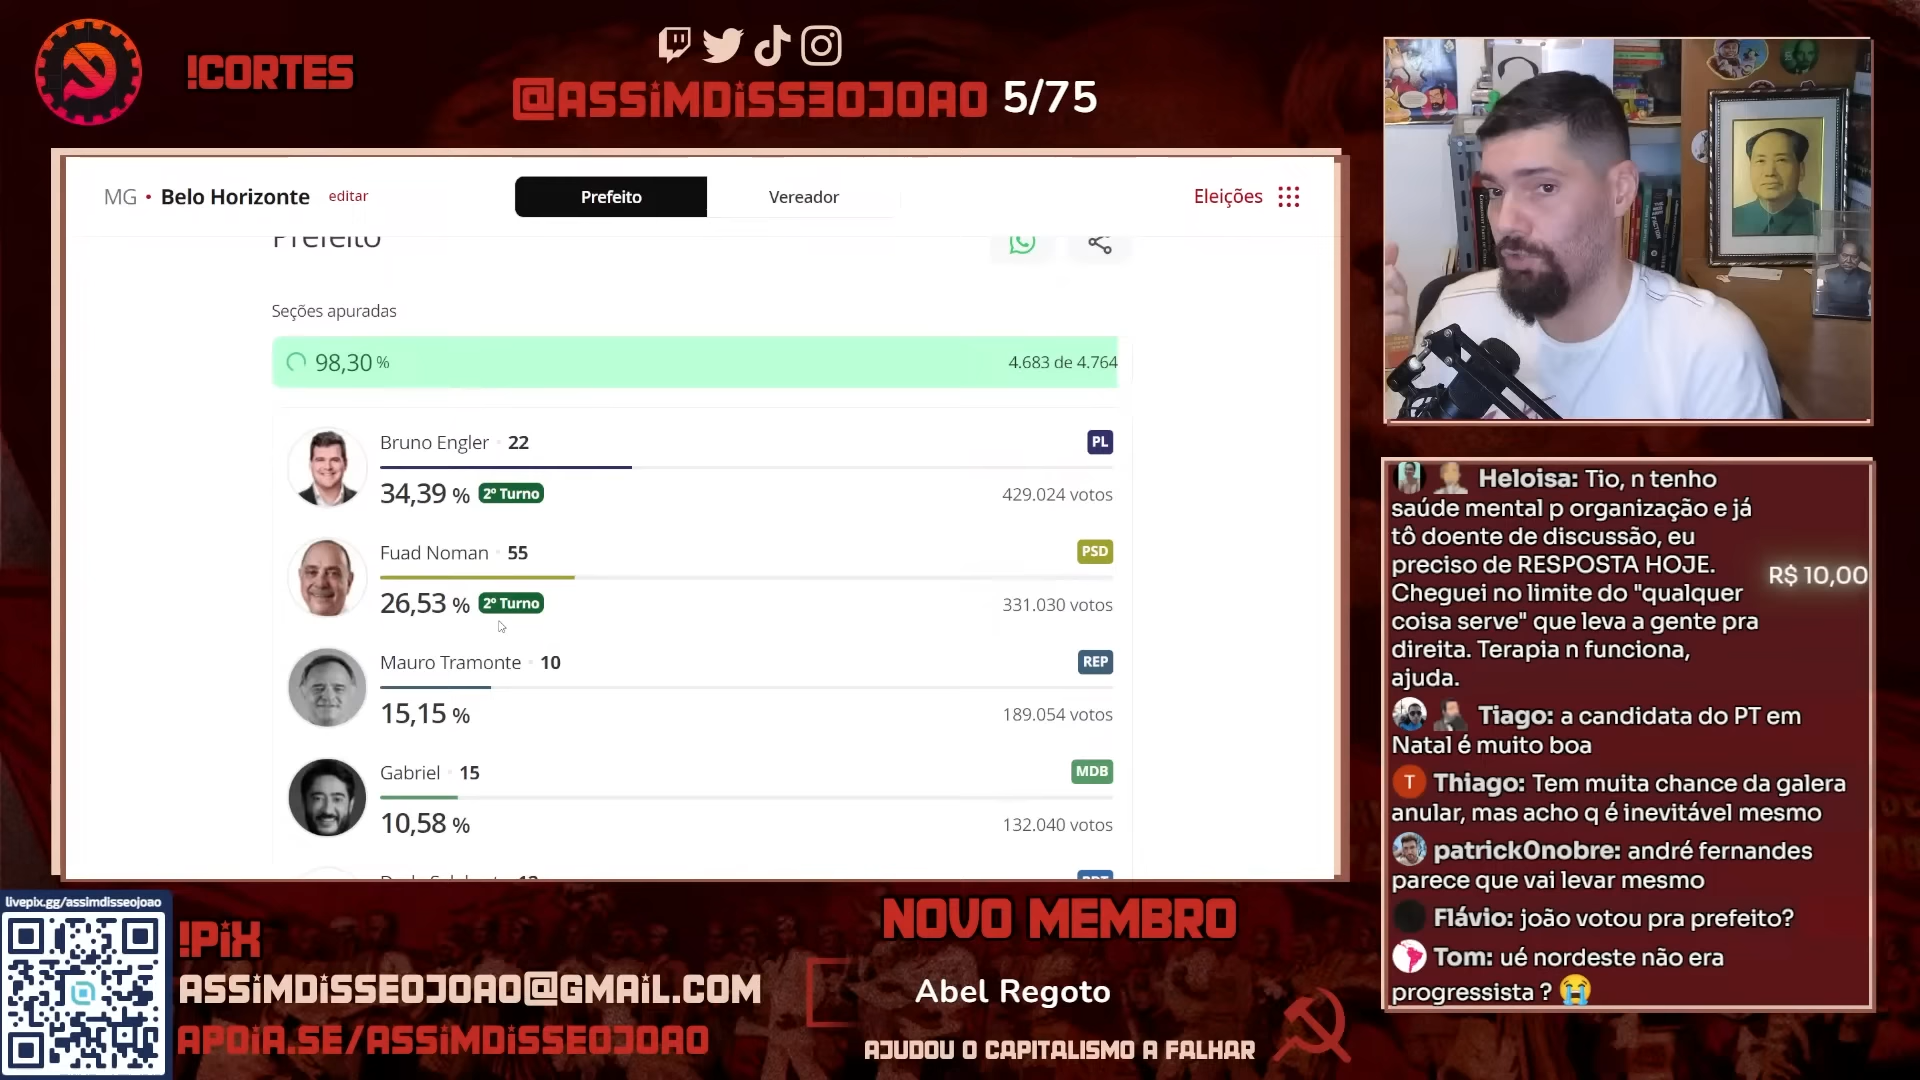 !CORTES
@ASSIMDISSEOJOAO 5/75
MG • Belo Horizonte editar
Prefeito
Vereador
Eleições
Prefeito
Seções apuradas
98,30 %
4.683 de 4.764
Bruno Engler 22
PL
34,39 % 2º Turno
429.024 votos
Fuad Noman 55
PSD
26,53 % 2º Turno
331.030 votos
Mauro Tramonte 10
REP
15,15 %
189.054 votos
Gabriel 15
MDB
10,58 %
132.040 votos
Heloisa: Tio, n tenho
saúde mental p organização e já
tô doente de discussão, eu
preciso de RESPOSTA HOJE.
R$ 10,00
Cheguei no limite do "qualquer
coisa serve" que leva a gente pra
direita. Terapia n funciona,
ajuda.
Tiago: a candidata do PT em
Natal é muito boa
T Thiago: Tem muita chance da galera
anular, mas acho q é inevitável mesmo
patrick0nobre: andré fernandes
parece que vai levar mesmo
Flávio: joão votou pra prefeito?
Tom: ué nordeste não era
progressista ? 😭
livepix.gg/assimdisseojoao
!PIX
ASSIMDISSEOJOAO@GMAIL.COM
APOIA.SE/ASSIMDISSEOJOAO
NOVO MEMBRO
Abel Regoto
AJUDOU O CAPITALISMO A FALHAR